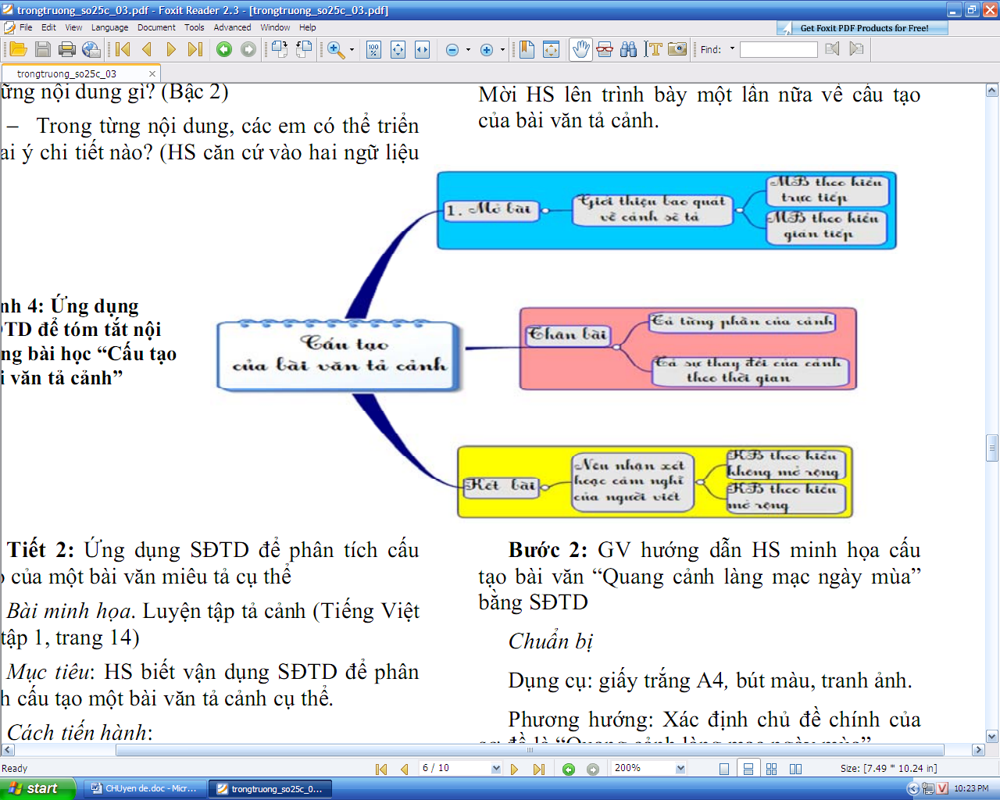 trongtruong_so25c_03.pdf - Foxit Reader 2.3 - [trongtruong_so25c_03.pdf]
File Edit View Language Document Tools Advanced Window Help
Get Foxit PDF Products for Free!
Find:
trongtruong_so25c_03
ững nội dung gì? (Bậc 2)
– Trong từng nội dung, các em có thể triển
ai ý chi tiết nào? (HS căn cứ vào hai ngữ liệu
Mời HS lên trình bày một lần nữa về cấu tạo
của bài văn tả cảnh.
1. Mở bài
Giới thiệu bao quát
về cảnh sẽ tả
MB theo kiểu
trực tiếp
MB theo kiểu
gián tiếp
nh 4: Ứng dụng
TD để tóm tắt nội
ng bài học “Cấu tạo
i văn tả cảnh”
Cấu tạo
của bài văn tả cảnh
Thân bài
Tả từng phần của cảnh
Tả sự thay đổi của cảnh
theo thời gian
Kết bài
Nêu nhận xét
hoặc cảm nghĩ
của người viết
KB theo kiểu
không mở rộng
KB theo kiểu
mở rộng
Tiết 2: Ứng dụng SĐTD để phân tích cấu
o của một bài văn miêu tả cụ thể
Bài minh họa. Luyện tập tả cảnh (Tiếng Việt
tập 1, trang 14)
Mục tiêu: HS biết vận dụng SĐTD để phân
h cấu tạo một bài văn tả cảnh cụ thể.
Cách tiến hành:
Bước 2: GV hướng dẫn HS minh họa cấu
tạo bài văn “Quang cảnh làng mạc ngày mùa”
bằng SĐTD
Chuẩn bị
Dụng cụ: giấy trắng A4, bút màu, tranh ảnh.
Phương hướng: Xác định chủ đề chính của
sơ đồ là “Quang cảnh làng mạc ngày mùa”
Ready
6 / 10
200%
Size: [7.49 * 10.24 in]
start
CHUyen de.doc - Micr...
trongtruong_so25c_0...
V
10:23 PM